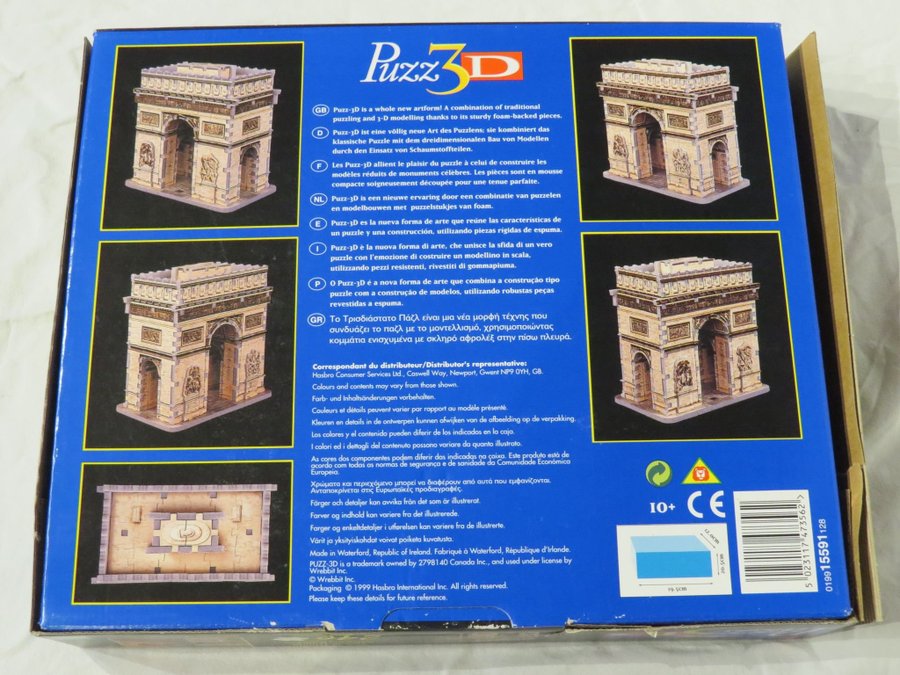 Puzz3D
GB Puzz-3D is a whole new artform! A combination of traditional
puzzling and 3-D modelling thanks to its sturdy foam-backed pieces.
D Puzz-3D ist eine völlig neue Art des Puzzlens; sie kombiniert das
klassische Puzzle mit dem dreidimensionalen Bau von Modellen
durch den Einsatz von Schaumstoffteilen.
F Les Puzz-3D allient le plaisir du puzzle à celui de construire les
modèles réduits de monuments célèbres. Les pièces sont en mousse
compacte soigneusement découpée pour une tenue parfaite.
NL Puzz-3D is een nieuwe ervaring door een combinatie van puzzelen
en modelbouwen met puzzelstukjes van foam.
E Puzz-3D es la nueva forma de arte que reúne las características de
un puzzle y una construcción, utilizando piezas rígidas de espuma.
I Puzz-3D è la nuova forma di arte, che unisce la sfida di un vero
puzzle con l'emozione di costruire un modellino in scala,
utilizzando pezzi resistenti, rivestiti di gommapiuma.
P O Puzz-3D é a nova forma de arte que combina a construção tipo
puzzle com a construção de modelos, utilizando robustas peças
revestidas a espuma.
GR Το Τρισδιάστατο Πάζλ είναι μια νέα μορφή τέχνης που
συνδυάζει το παζλ με το μοντελλισμό, χρησιμοποιώντας
κομμάτια ενισχυμένα με σκληρό αφρολέξ στην πίσω πλευρά.
Correspondant du distributeur/Distributor's representative:
Hasbro Consumer Services Ltd., Caswell Way, Newport, Gwent NP9 0YH, GB.
Colours and contents may vary from those shown.
Farb- und Inhaltsänderungen vorbehalten.
Couleurs et détails peuvent varier par rapport au modèle présenté.
Kleuren en details in de ontwerpen kunnen afwijken van de afbeelding op de verpakking.
Los colores y el contenido pueden diferir de los indicados en la caja.
I colori ed i dettagli del contenuto possono variare da quanto illustrato.
As cores dos componentes podem diferir das indicadas na caixa. Este produto está de
acordo com todas as normas de segurança e de sanidade da Comunidade Económica
Europeia.
Χρώματα και περιεχόμενο μπορεί να διαφέρουν από αυτό που εμφανίζονται.
Ανταποκρίνεται στις Ευρωπαϊκές προδιαγραφές.
Färger och detaljer kan avvika från det som är illustrerat.
Farver og indhold kan variere fra det illustrerede.
Farger og enkeltdetaljer i utførelsen kan variere fra de illustrerte.
Värit ja yksityiskohdat voivat poiketa kuvatusta.
Made in Waterford, Republic of Ireland. Fabriqué à Waterford, République d'Irlande.
PUZZ-3D is a trademark owned by 2798140 Canada Inc., and used under license by
Wrebbit Inc.
© Wrebbit Inc.
Packaging © 1999 Hasbro International Inc. All rights reserved.
Please keep these details for future reference.
10+ CE
12.0cm
20.5cm
29.5cm
5 023117 473562
019915591128